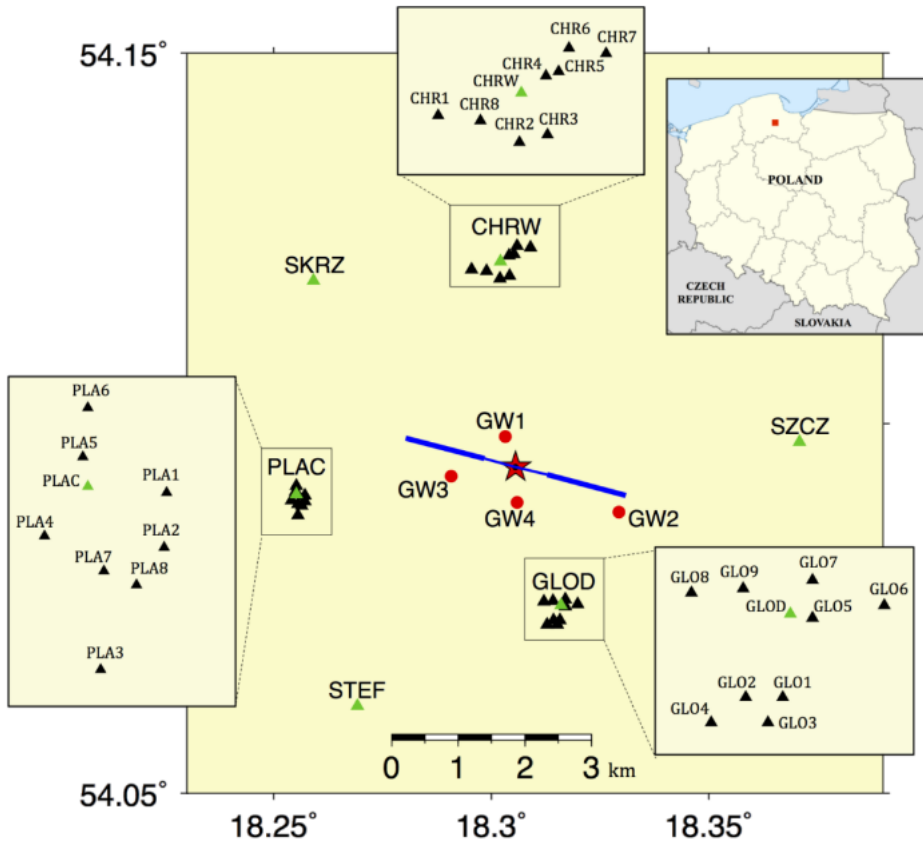 54.15°
CHR6
CHR7
CHR4
CHR5
CHRW
CHR1
CHR8
CHR2
CHR3
POLAND
CZECH
REPUBLIC
SLOVAKIA
CHRW
SKRZ
PLA6
PLA5
PLAC
PLA1
PLA4
PLA2
PLA7
PLA8
PLA3
PLAC
GW1
SZCZ
GW3
GW4
GW2
GLOD
GLO7
GLO8
GLO9
GLO6
GLOD
GLO5
GLO2
GLO1
GLO4
GLO3
STEF
0 1 2 3 km
54.05°
18.25° 18.3° 18.35°